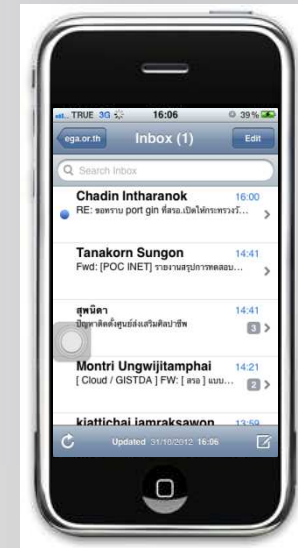 TRUE 3G 16:06 39%
ega.or.th Inbox (1) Edit
Search Inbox
Chadin Intharanok 16:00
RE: ขอทราบ port gin ที่สรอ.เปิดให้กระทรวงวั...
Tanakorn Sungon 14:41
Fwd: [POC INET] รายงานสรุปการทดสอบ...
สุพนิดา 14:41
ปัญหาติดตั้งศูนย์ส่งเสริมศิลปาชีพ
3
Montri Ungwijitamphai 14:21
[ Cloud / GISTDA ] FW: [ สรอ ] แบบ...
2
kiattichai jamraksawon 13:59
Updated 31/10/2012 16:06